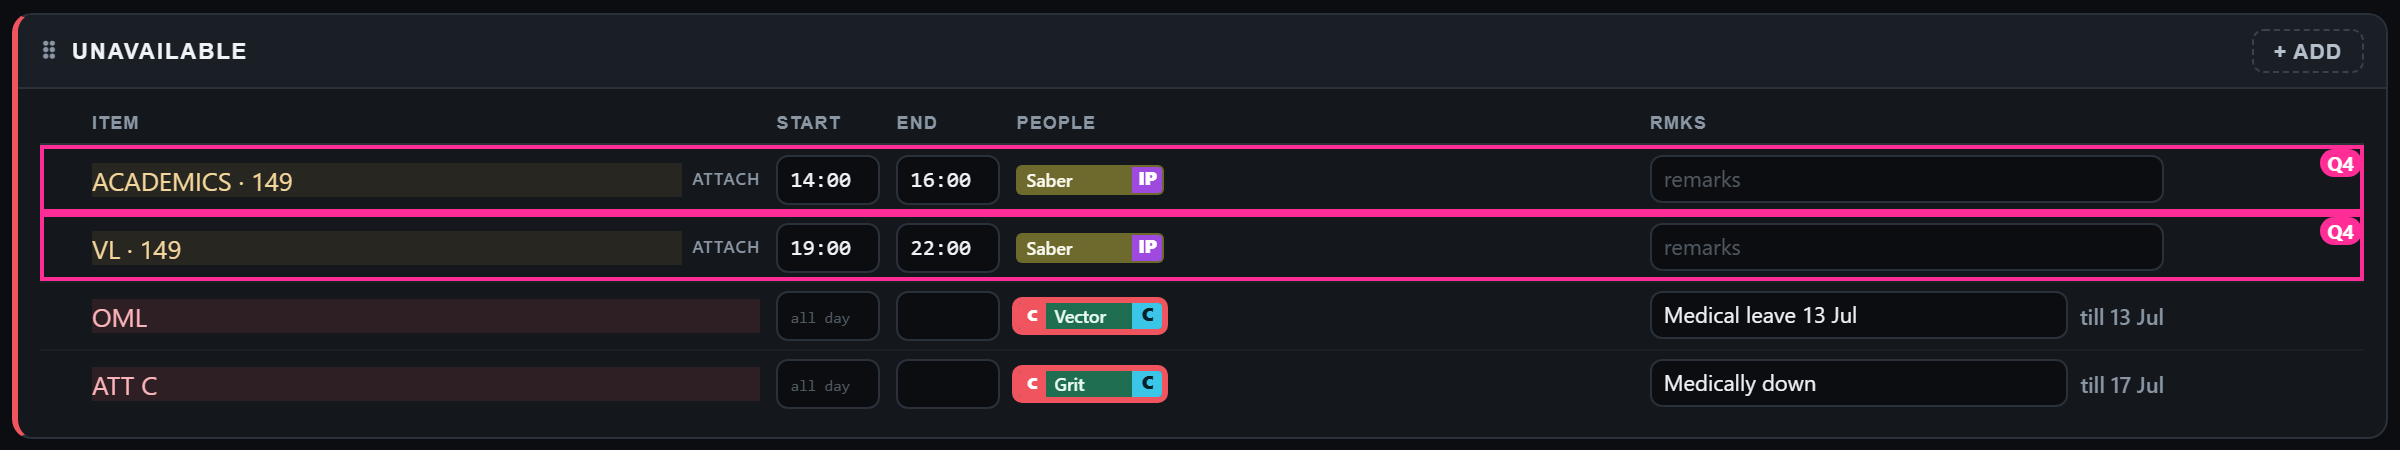 UNAVAILABLE
+ ADD
ITEM START END PEOPLE RMKS
ACADEMICS · 149 ATTACH 14:00 16:00 Saber IP remarks Q4
VL · 149 ATTACH 19:00 22:00 Saber IP remarks Q4
OML all day C Vector C Medical leave 13 Jul till 13 Jul
ATT C all day C Grit C Medically down till 17 Jul